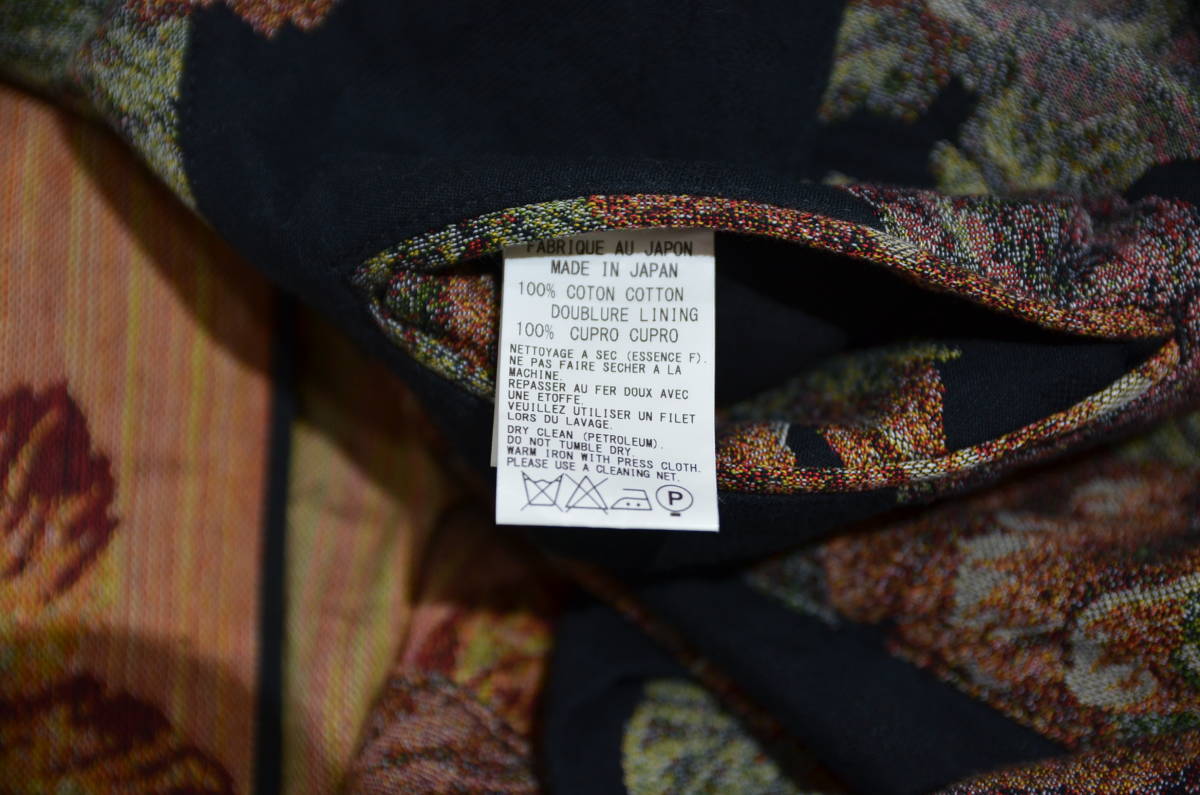 FABRIQUE AU JAPON
MADE IN JAPAN
100% COTON COTTON
DOUBLURE LINING
100% CUPRO CUPRO
NETTOYAGE A SEC (ESSENCE F).
NE PAS FAIRE SECHER A LA
MACHINE.
REPASSER AU FER DOUX AVEC
UNE ETOFFE.
VEUILLEZ UTILISER UN FILET
LORS DU LAVAGE.
DRY CLEAN (PETROLEUM).
DO NOT TUMBLE DRY.
WARM IRON WITH PRESS CLOTH.
PLEASE USE A CLEANING NET.
P